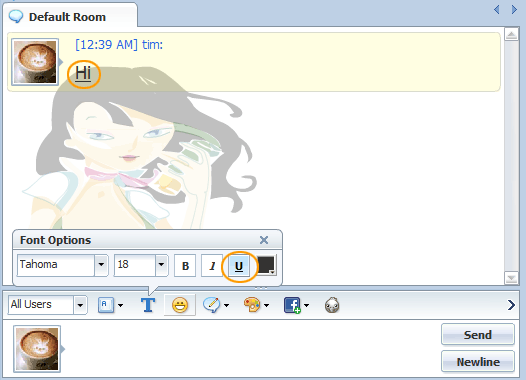 Default Room
[12:39 AM] tim:
Hi
Font Options
Tahoma 18 B I U
All Users A T
Send
Newline